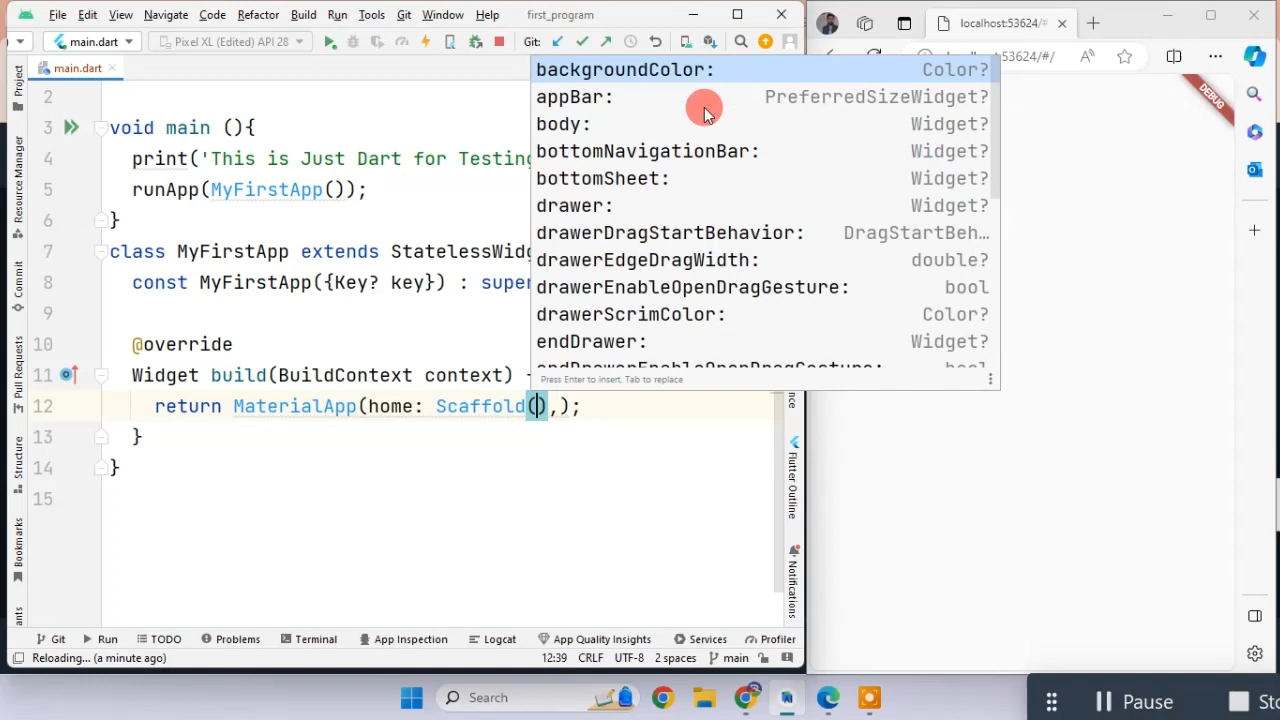 File Edit View Navigate Code Refactor Build Run Tools Git Window Help first_program
main.dart Pixel XL (Edited) API 28 Git:
main.dart
localhost:53624/#
localhost:53624/#/
DEBUG
Project
Resource Manager
Commit
Pull Requests
Structure
Bookmarks
2
3 void main (){
4 print('This is Just Dart for Testing
5 runApp(MyFirstApp());
6 }
7 class MyFirstApp extends StatelessWidg
8 const MyFirstApp({Key? key}) : super
9
10 @override
11 Widget build(BuildContext context)
12 return MaterialApp(home: Scaffold(),);
13 }
14 }
15
backgroundColor: Color?
appBar: PreferredSizeWidget?
body: Widget?
bottomNavigationBar: Widget?
bottomSheet: Widget?
drawer: Widget?
drawerDragStartBehavior: DragStartBeh…
drawerEdgeDragWidth: double?
drawerEnableOpenDragGesture: bool
drawerScrimColor: Color?
endDrawer: Widget?
endDrawerEnableOpenDragGesture: bool
Press Enter to insert, Tab to replace
Flutter Outline
Notifications
Git Run TODO Problems Terminal App Inspection Logcat App Quality Insights Services Profiler
Reloading... (a minute ago) 12:39 CRLF UTF-8 2 spaces main
Search
Pause